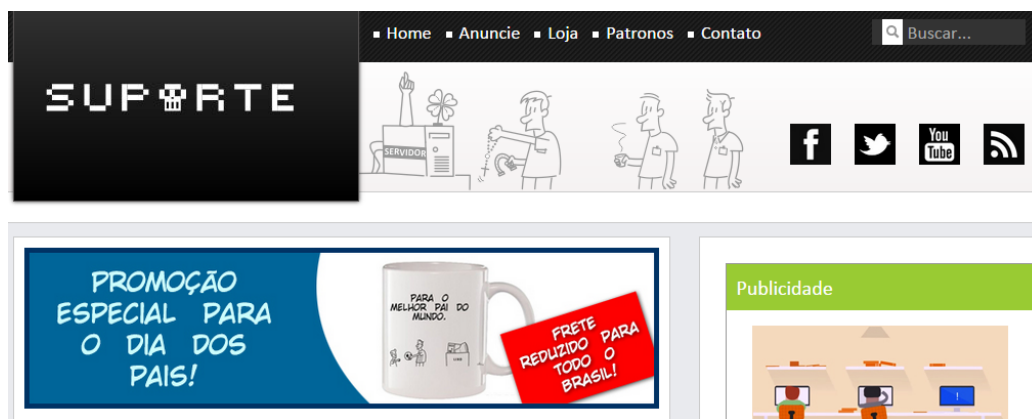 Home Anuncie Loja Patronos Contato
Buscar...
SUPORTE
SERVIDOR
You
Tube
PROMOÇÃO
ESPECIAL PARA
O DIA DOS
PAIS!
PARA O
MELHOR PAI DO
MUNDO.
FRETE
REDUZIDO PARA
TODO O
BRASIL!
Publicidade